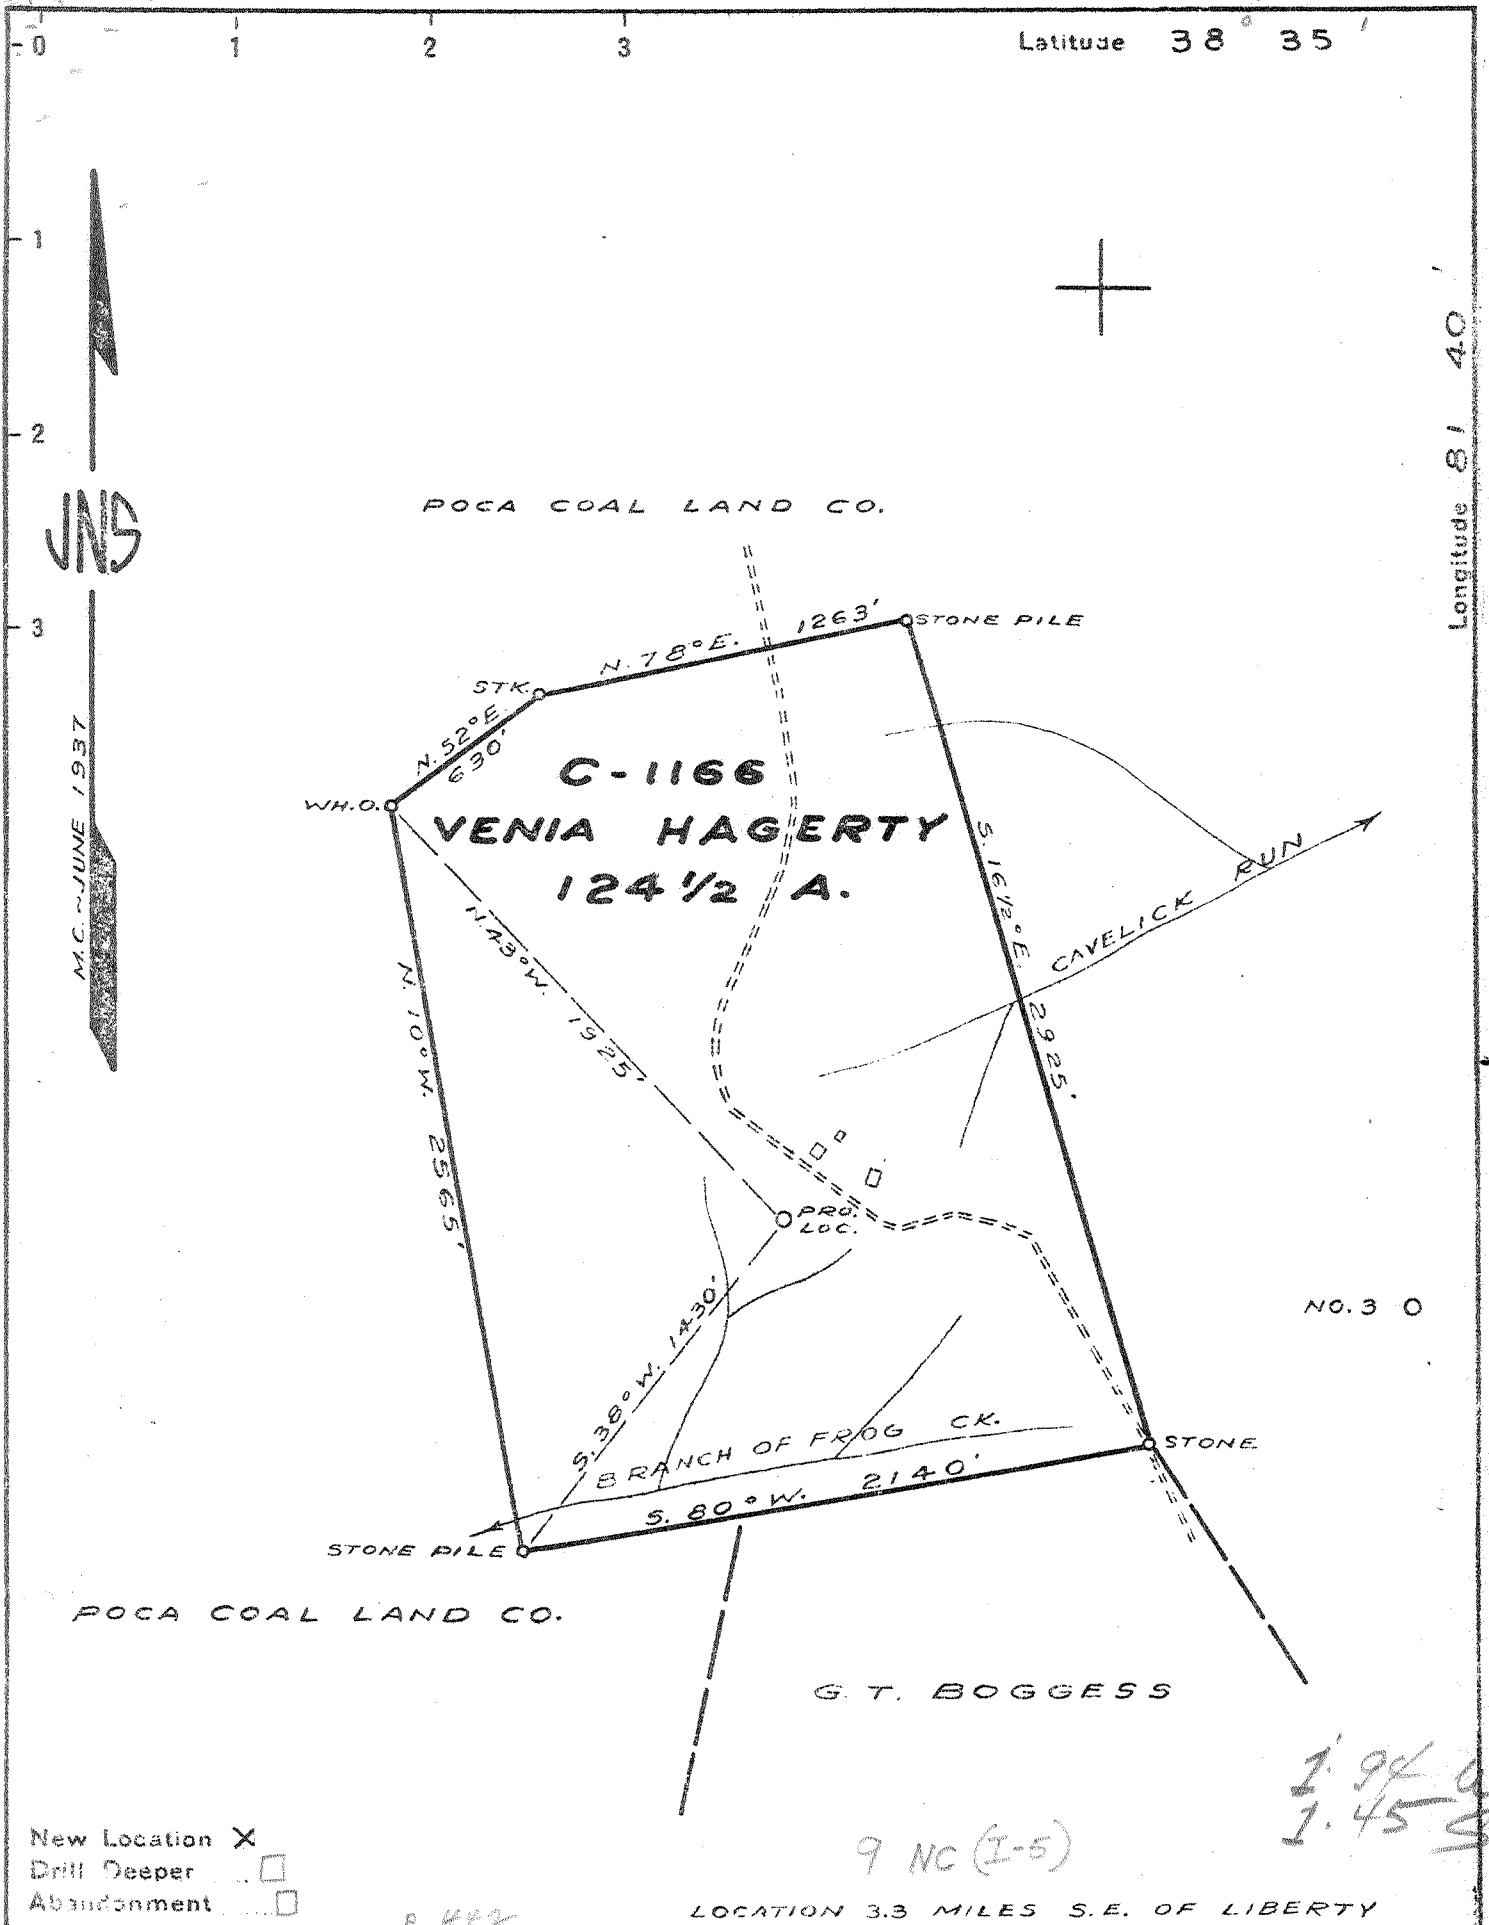 0 1 2 3 Latitude 38° 35'
1
2
3
Longitude 81 40'
JNS
M.C. ~ JUNE 1937
POCA COAL LAND CO.
N. 78° E. 1263'
STONE PILE
STK.
N. 52° E.
630'
WH.O.
C-1166
VENIA HAGERTY
124 1/2 A.
S. 16 1/2° E. 2925'
CAVELICK RUN
N. 43° W. 1925'
N. 10° W. 2565'
PRO.
LOC.
NO. 3
S. 38° W. 1430'
BRANCH OF FROG CK.
STONE
S. 80° W. 2140'
STONE PILE
POCA COAL LAND CO.
G. T. BOGGESS
1' 94
1. 45 S
New Location X
Drill Deeper
Abandonment
9 NC (I-5)
LOCATION 3.3 MILES S.E. OF LIBERTY